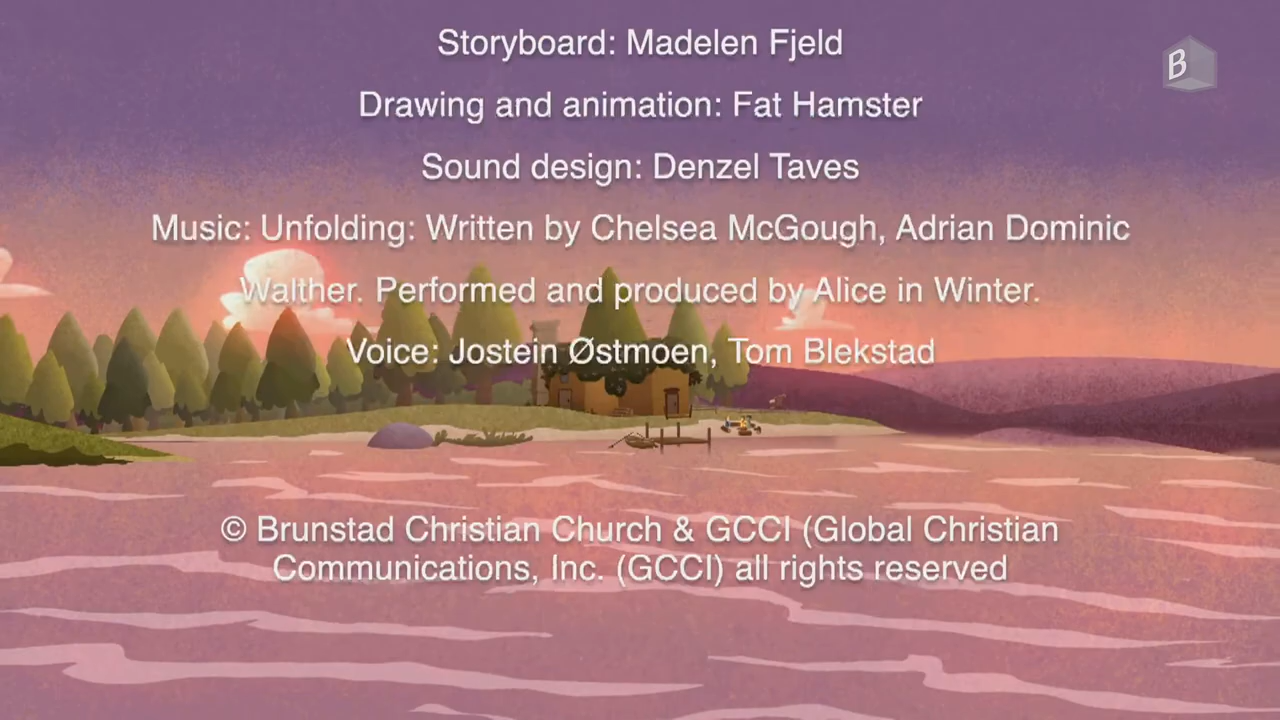 Storyboard: Madelen Fjeld
B
Drawing and animation: Fat Hamster
Sound design: Denzel Taves
Music: Unfolding: Written by Chelsea McGough, Adrian Dominic
Walther. Performed and produced by Alice in Winter.
Voice: Jostein Østmoen, Tom Blekstad
© Brunstad Christian Church & GCCI (Global Christian
Communications, Inc. (GCCI) all rights reserved